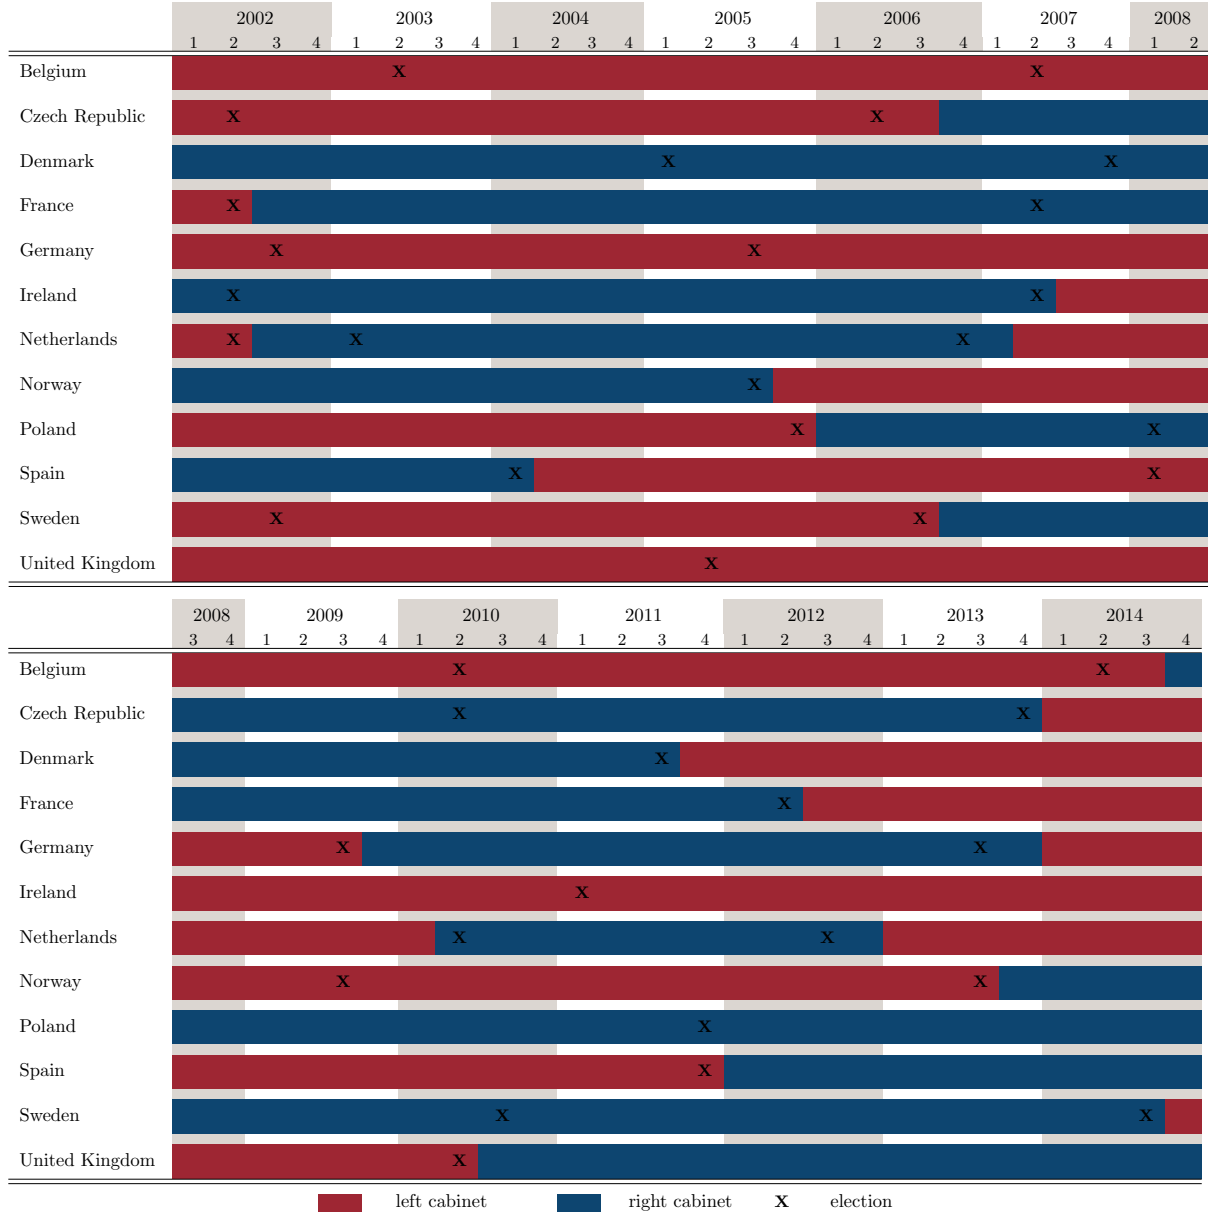 2002 2003 2004 2005 2006 2007 2008
1 2 3 4 1 2 3 4 1 2 3 4 1 2 3 4 1 2 3 4 1 2 3 4 1 2
Belgium X X
Czech Republic X X
Denmark X X
France X X
Germany X X
Ireland X X
Netherlands X X X
Norway X
Poland X X
Spain X X
Sweden X X
United Kingdom X
2008 2009 2010 2011 2012 2013 2014
3 4 1 2 3 4 1 2 3 4 1 2 3 4 1 2 3 4 1 2 3 4 1 2 3 4
Belgium X X
Czech Republic X X
Denmark X
France X
Germany X X
Ireland X
Netherlands X X
Norway X X
Poland X
Spain X
Sweden X X
United Kingdom X
left cabinet right cabinet X election